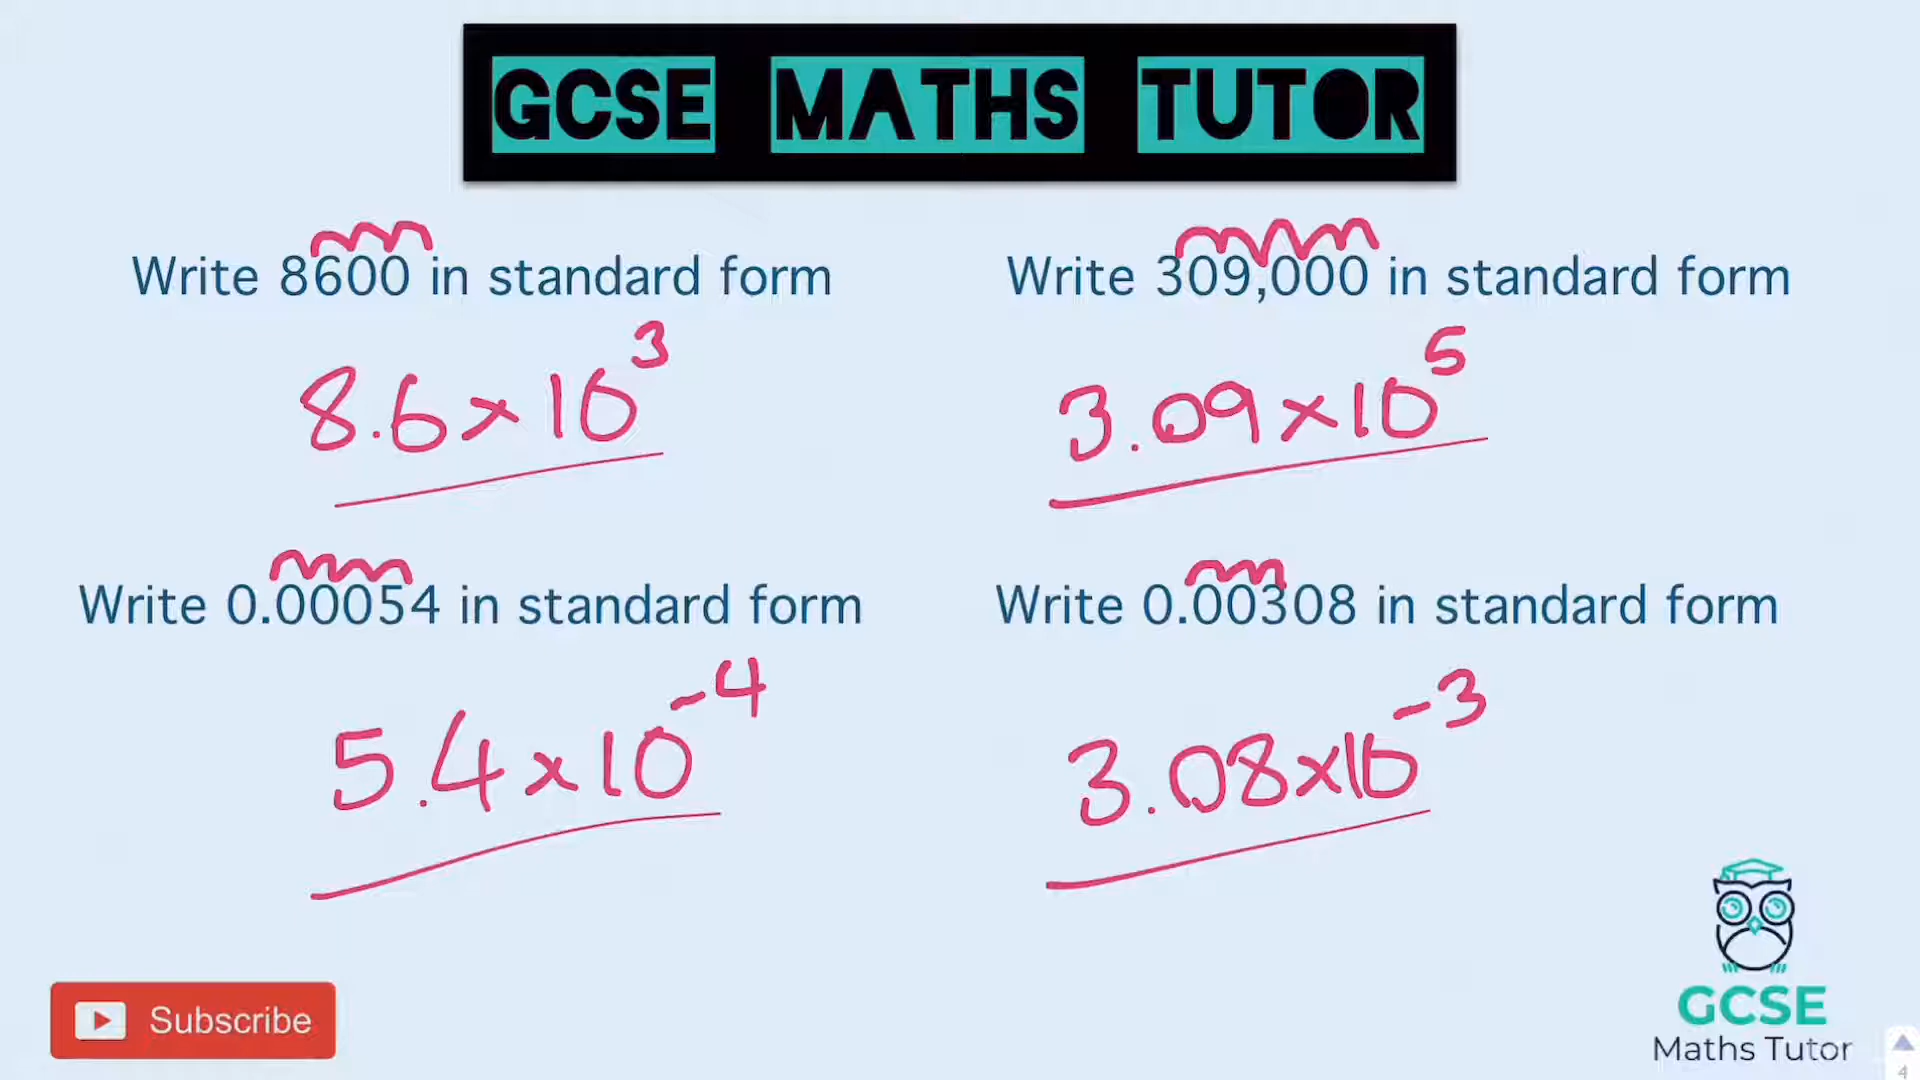 GCSE MATHS TUTOR
Write 8600 in standard form
8.6 × 10³
Write 309,000 in standard form
3.09 × 10⁵
Write 0.00054 in standard form
5.4 × 10⁻⁴
Write 0.00308 in standard form
3.08 × 10⁻³
Subscribe
GCSE
Maths Tutor
4